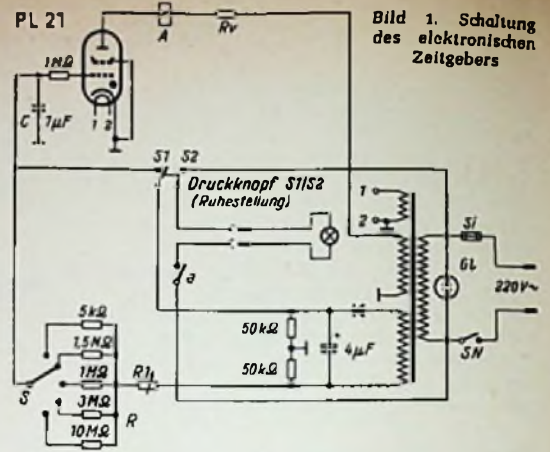 PL 21
Bild 1. Schaltung
des elektronischen
Zeitgebers
A
Rv
1MΩ
C
1µF
1 2
S1 S2
Druckknopf S1/S2
(Ruhestellung)
1
2
Si
Gl
220V~
SN
a
50kΩ
50kΩ
4µF
+
5kΩ
1,5MΩ
1MΩ
3MΩ
10MΩ
S
R
R1